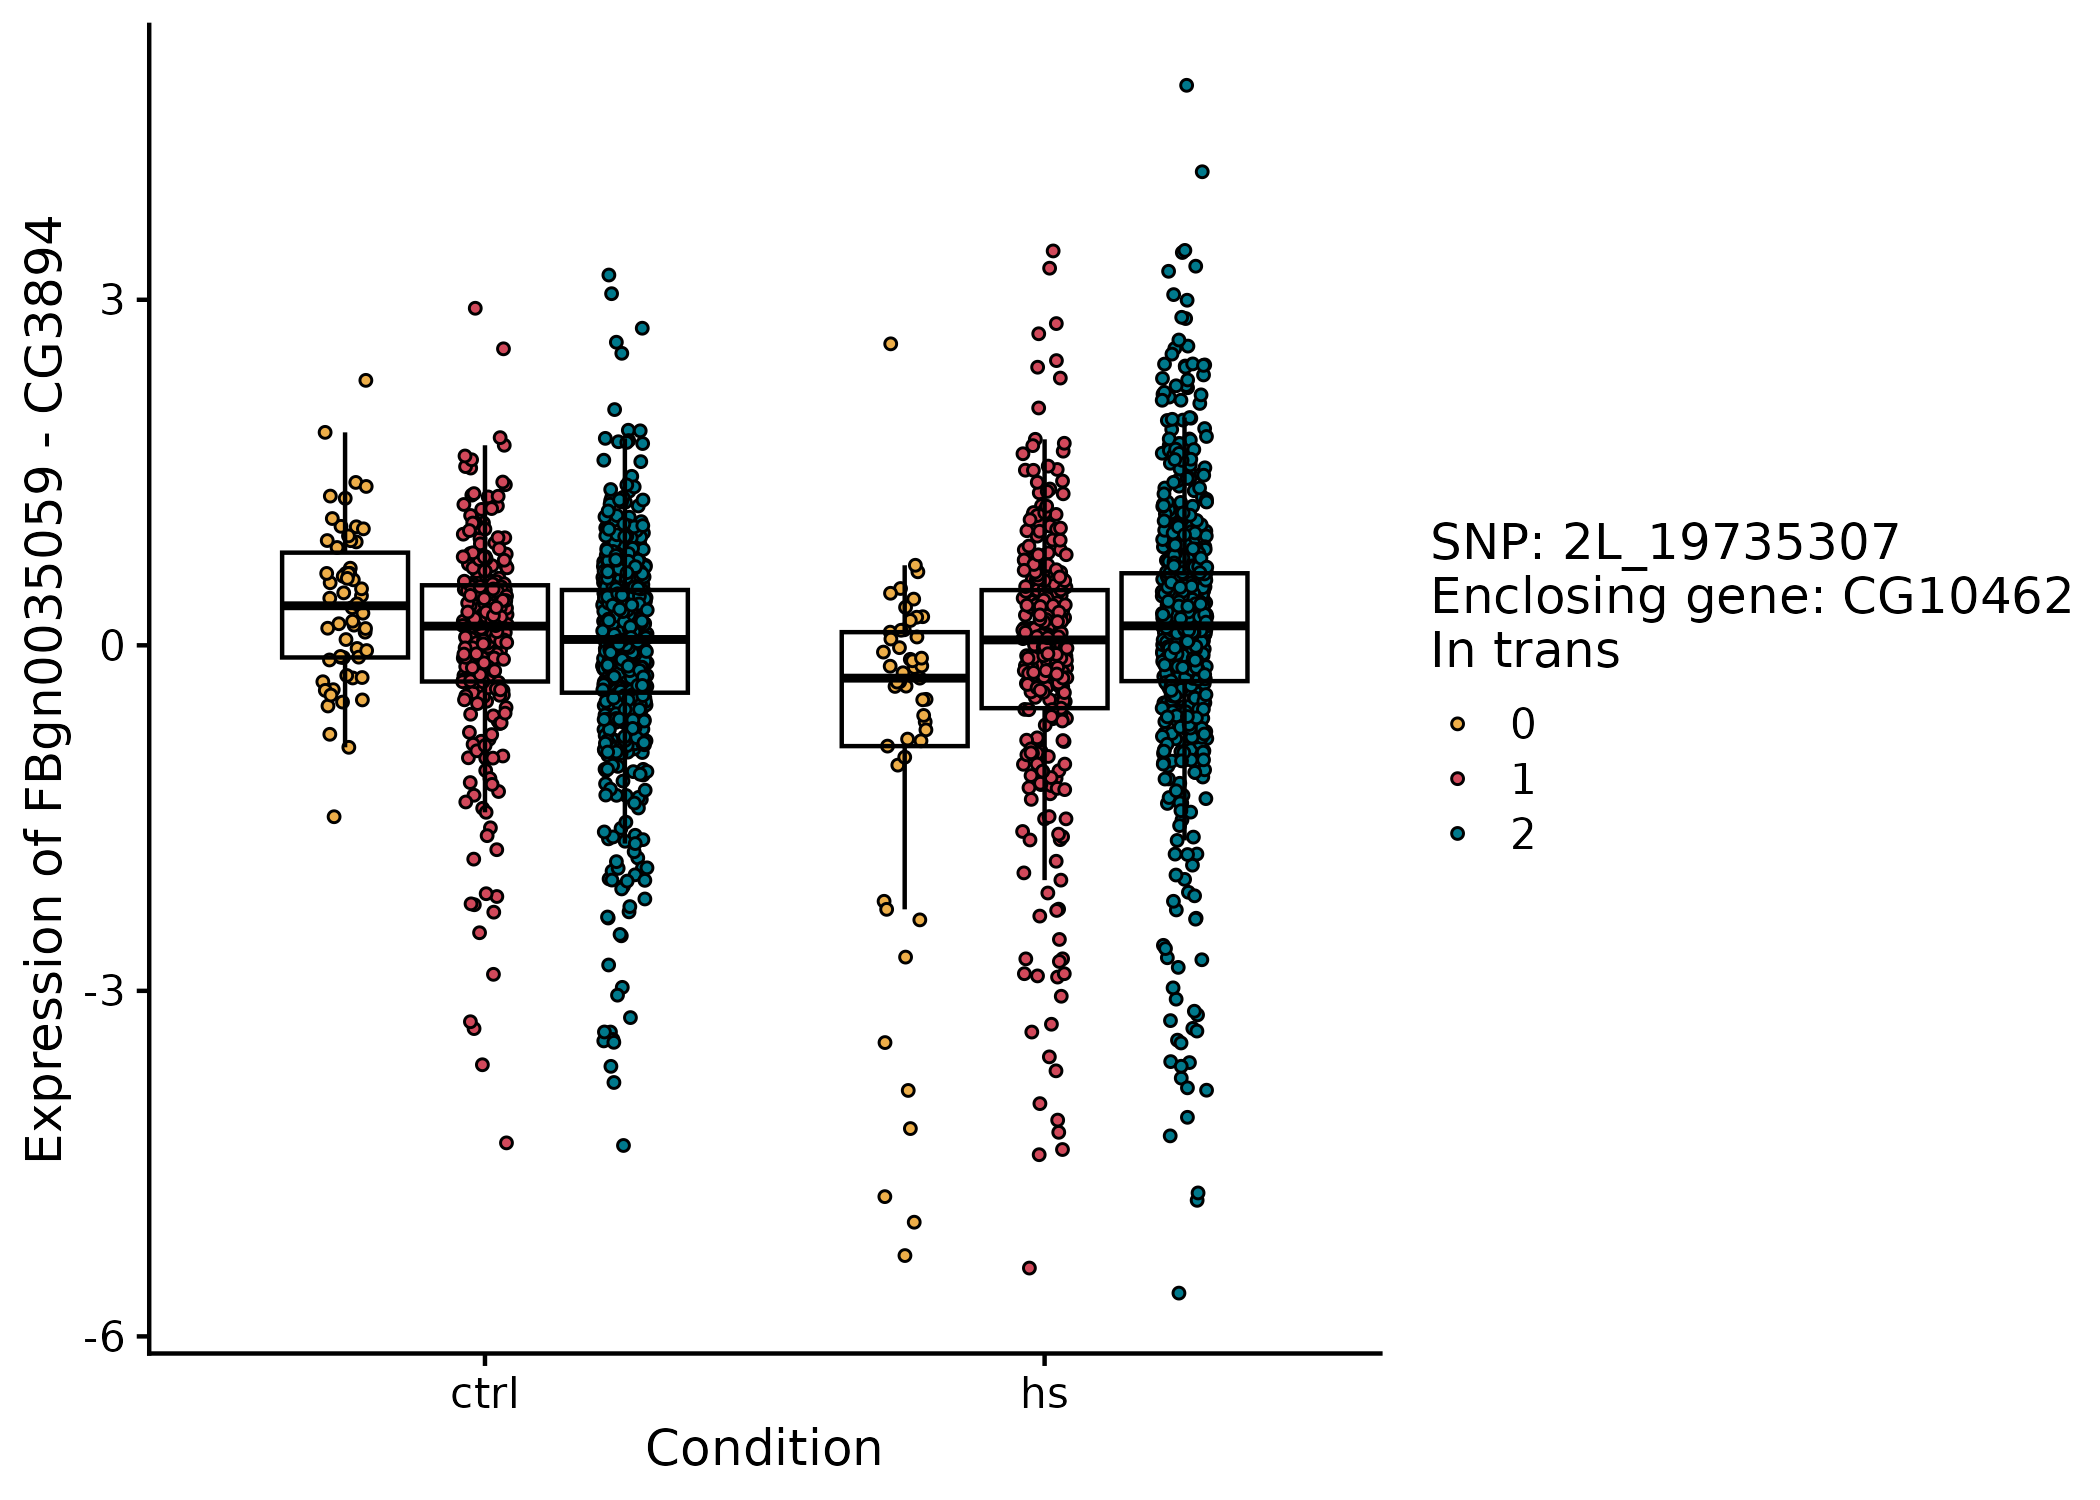 Expression of FBgn0035059 - CG3894
3
0
-3
-6
ctrl
hs
Condition
SNP: 2L_19735307
Enclosing gene: CG10462
In trans
0
1
2